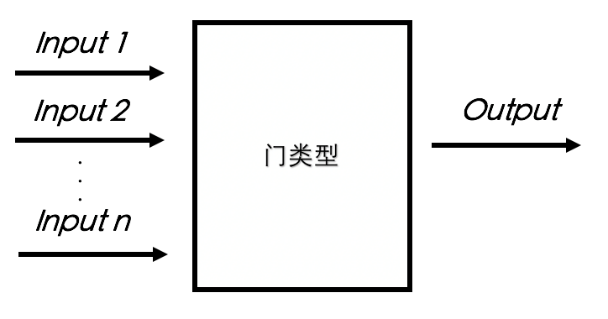 Input 1
Input 2
.
.
.
Input n
门类型
Output